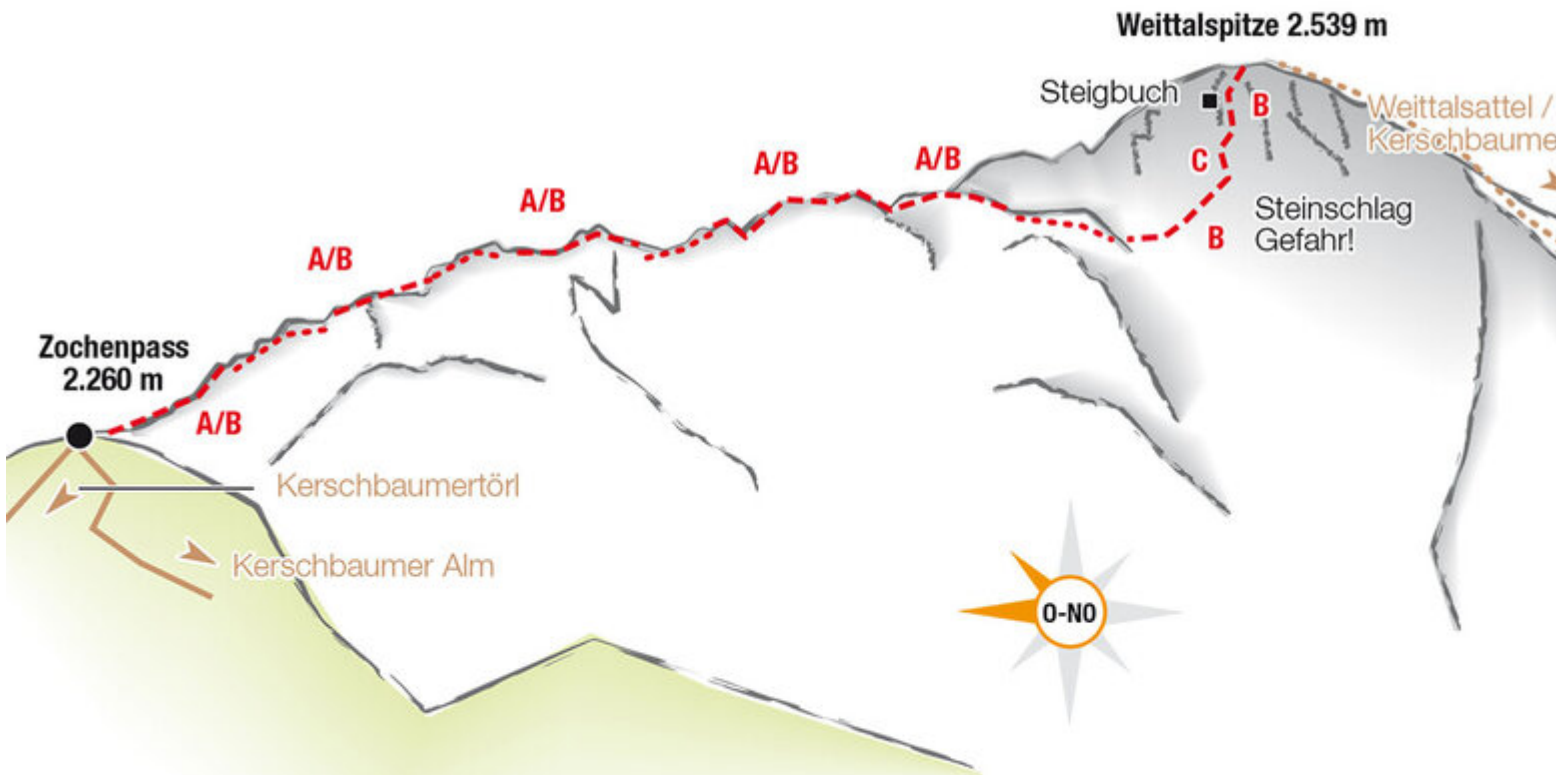 Weittalspitze 2.539 m
Steigbuch
B
Weittalsattel /
Kerschbaume
C
A/B
A/B
A/B
Steinschlag
Gefahr!
B
A/B
Zochenpass
2.260 m
A/B
Kerschbaumertörl
Kerschbaumer Alm
O-NO